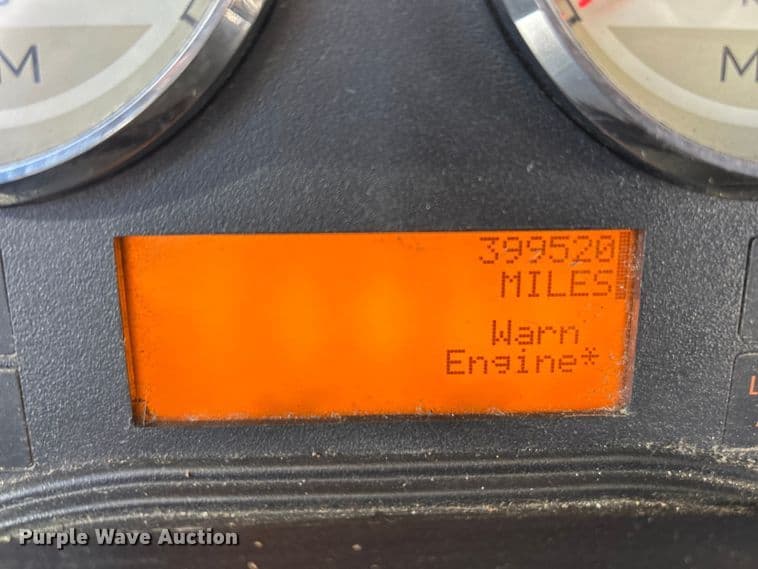 M
M
399520
MILES
Warn
Engine*
L
Purple Wave Auction